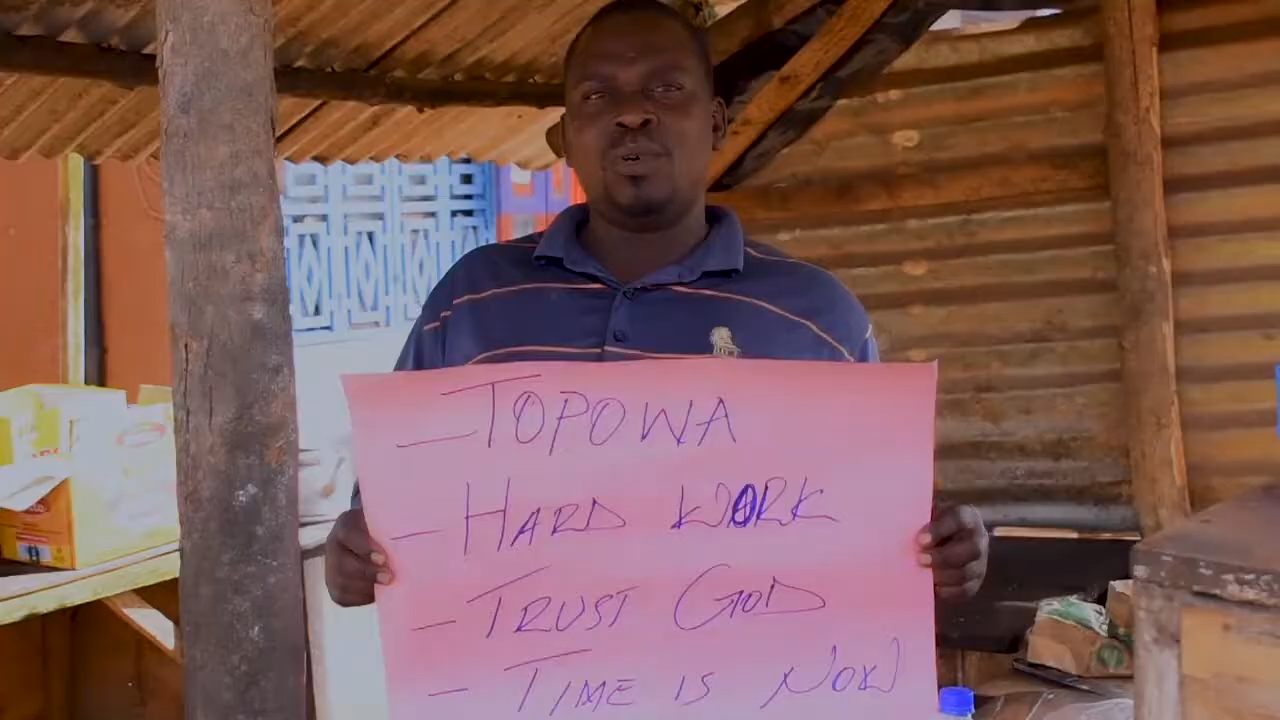 - TOPOWA
- HARD WORK
- TRUST GOD
- TIME IS NOW